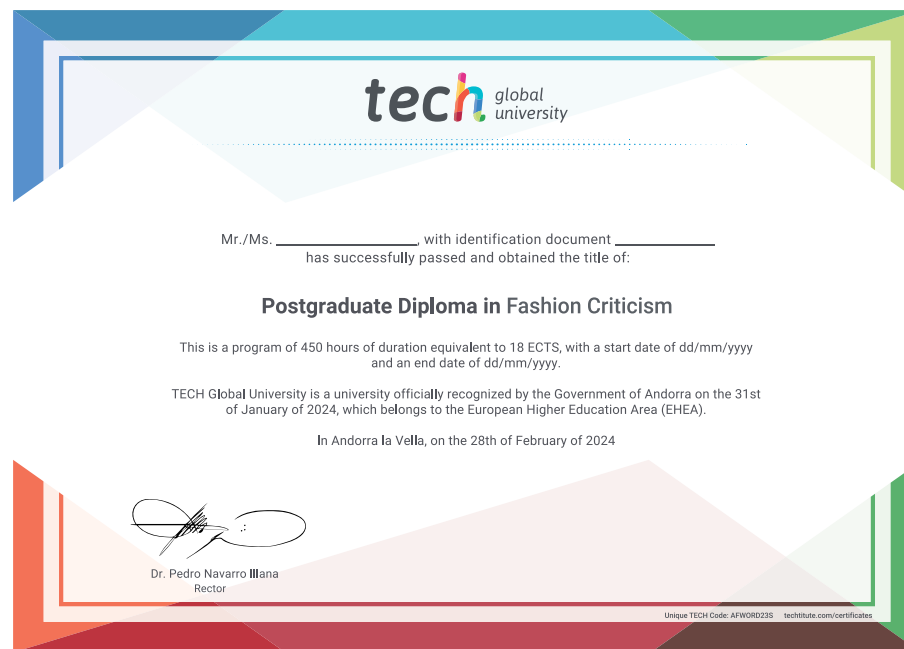 tech global
university
Mr./Ms. ____________, with identification document ____________
has successfully passed and obtained the title of:
Postgraduate Diploma in Fashion Criticism
This is a program of 450 hours of duration equivalent to 18 ECTS, with a start date of dd/mm/yyyy
and an end date of dd/mm/yyyy.
TECH Global University is a university officially recognized by the Government of Andorra on the 31st
of January of 2024, which belongs to the European Higher Education Area (EHEA).
In Andorra la Vella, on the 28th of February of 2024
Dr. Pedro Navarro Illana
Rector
Unique TECH Code: AFWORD23S techtitute.com/certificates